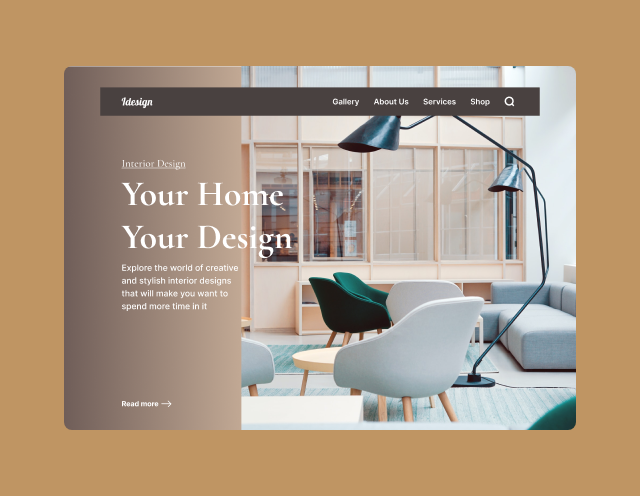 Idesign
Gallery About Us Services Shop
Interior Design
Your Home
Your Design
Explore the world of creative
and stylish interior designs
that will make you want to
spend more time in it
Read more